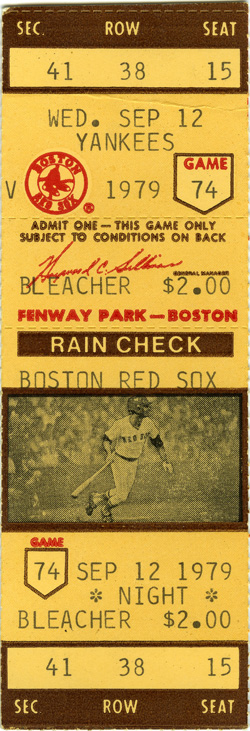 SEC. ROW SEAT
41 38 15
WED. SEP 12
YANKEES
BOSTON
RED SOX
®
GAME
V 1979 74
ADMIT ONE — THIS GAME ONLY
SUBJECT TO CONDITIONS ON BACK
Haywood C. Sullivan
GENERAL MANAGER
BLEACHER $2.00
FENWAY PARK — BOSTON
RAIN CHECK
BOSTON RED SOX
GAME
74 SEP 12 1979
* NIGHT *
BLEACHER $2.00
41 38 15
SEC. ROW SEAT